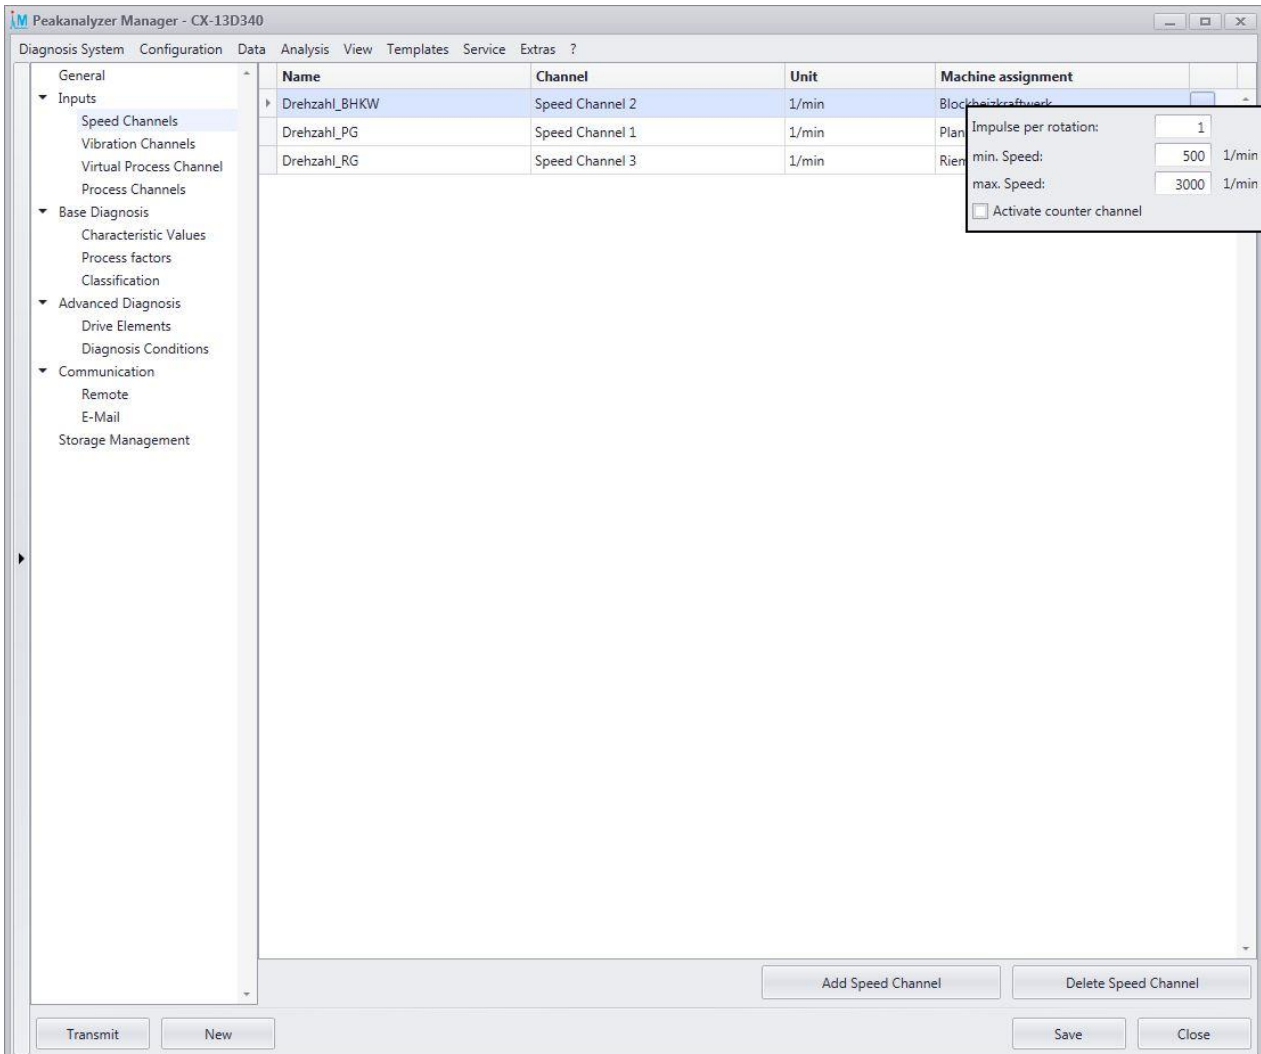 Peakanalyzer Manager - CX-13D340
Diagnosis System Configuration Data Analysis View Templates Service Extras ?
General
Inputs
Speed Channels
Vibration Channels
Virtual Process Channel
Process Channels
Base Diagnosis
Characteristic Values
Process factors
Classification
Advanced Diagnosis
Drive Elements
Diagnosis Conditions
Communication
Remote
E-Mail
Storage Management
Name Channel Unit Machine assignment
Drehzahl_BHKW Speed Channel 2 1/min Blockheizkraftwerk
Drehzahl_PG Speed Channel 1 1/min Plan
Drehzahl_RG Speed Channel 3 1/min Riem
Impulse per rotation: 1
min. Speed: 500 1/min
max. Speed: 3000 1/min
Activate counter channel
Add Speed Channel Delete Speed Channel
Transmit New Save Close